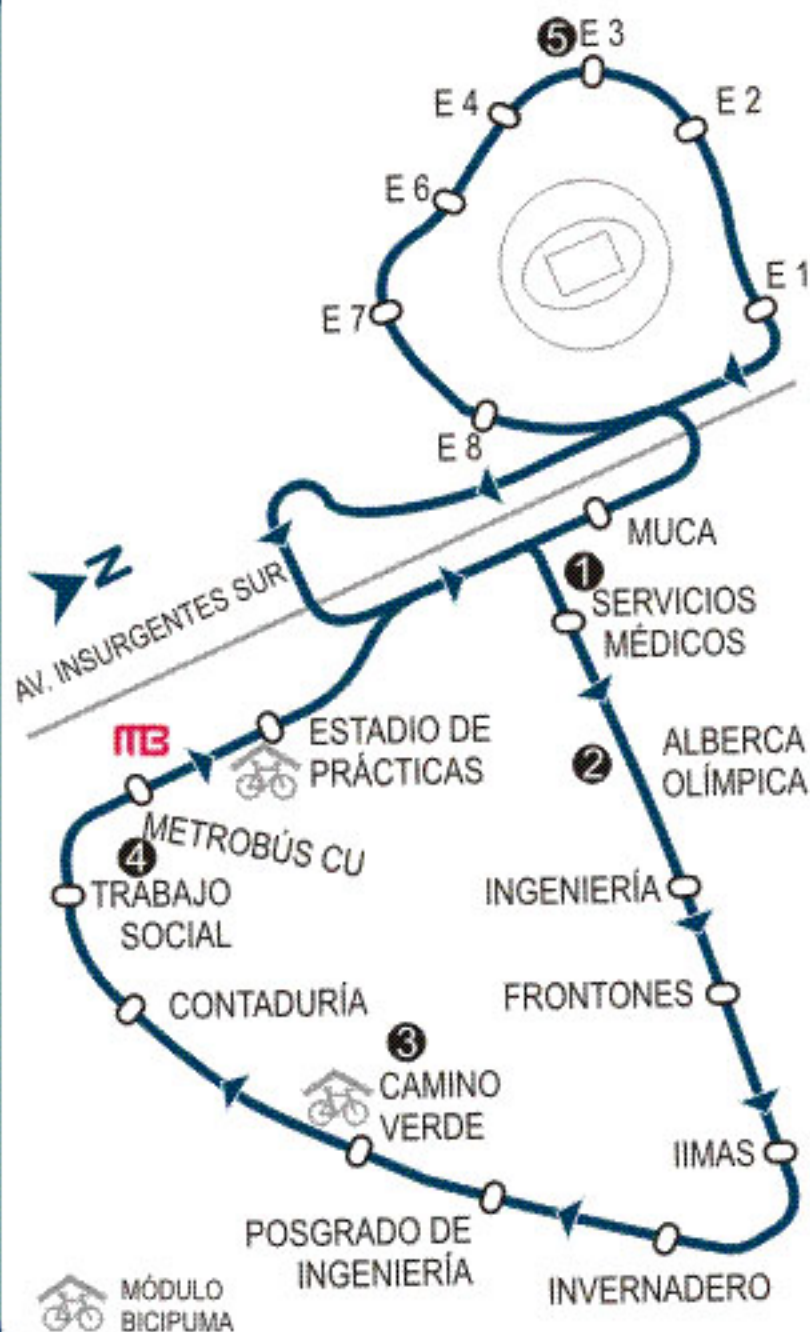 5 E 3
E 4
E 2
E 6
E 1
E 7
E 8
MUCA
N
1
SERVICIOS
MÉDICOS
AV. INSURGENTES SUR
ESTADIO DE
PRÁCTICAS
MB
2
ALBERCA
OLÍMPICA
METROBÚS CU
4
TRABAJO
SOCIAL
INGENIERÍA
CONTADURÍA
FRONTONES
3
CAMINO
VERDE
IIMAS
POSGRADO DE
INGENIERÍA
INVERNADERO
MÓDULO
BICIPUMA